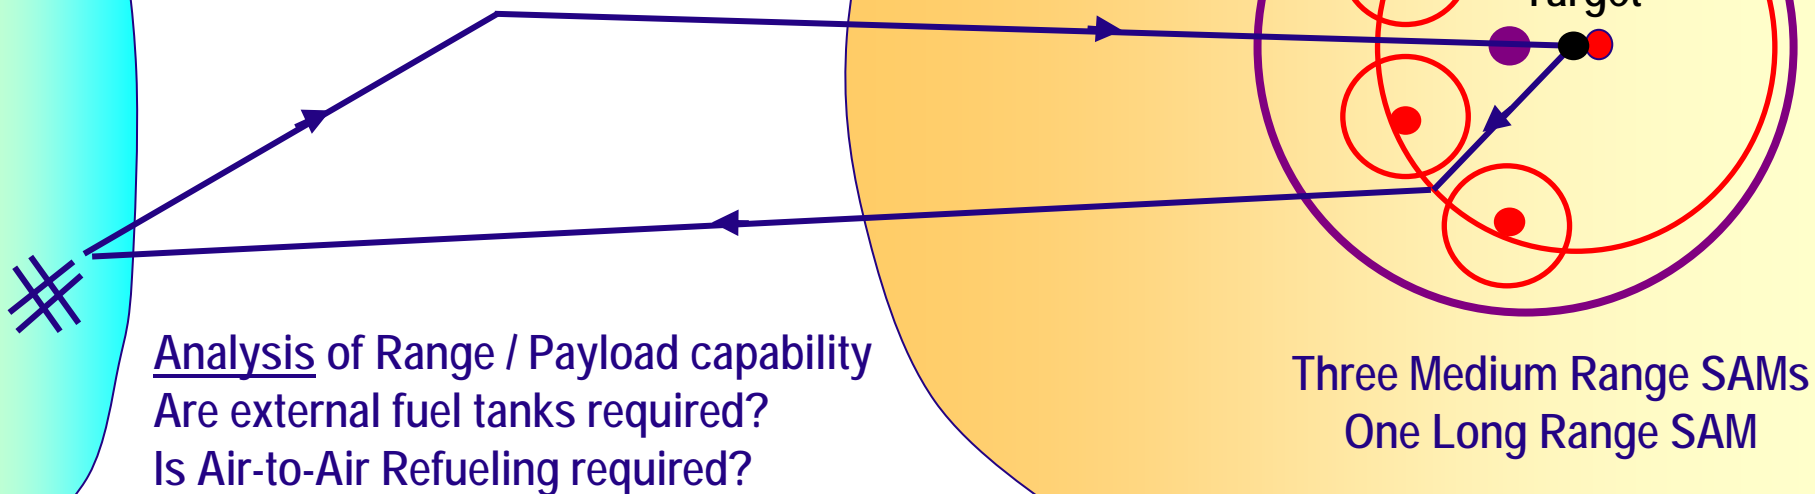 Target
Analysis of Range / Payload capability
Are external fuel tanks required?
Is Air-to-Air Refueling required?
Three Medium Range SAMs
One Long Range SAM